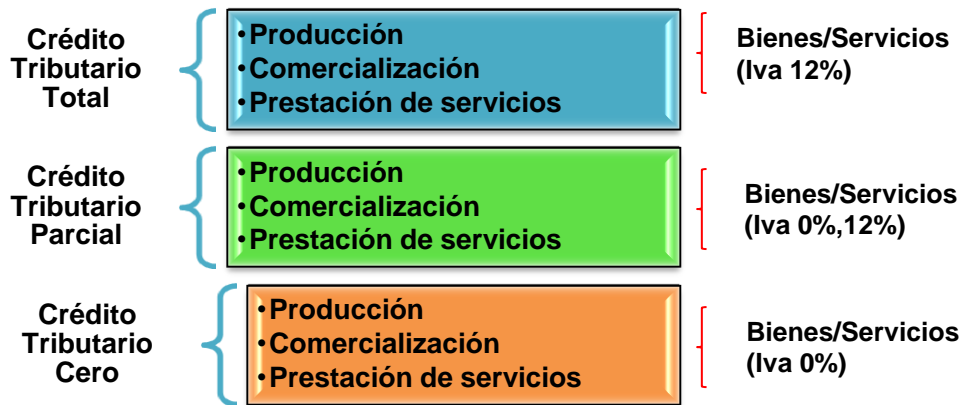 Crédito
Tributario
Total
•Producción
•Comercialización
•Prestación de servicios
Bienes/Servicios
(Iva 12%)
Crédito
Tributario
Parcial
•Producción
•Comercialización
•Prestación de servicios
Bienes/Servicios
(Iva 0%,12%)
Crédito
Tributario
Cero
•Producción
•Comercialización
•Prestación de servicios
Bienes/Servicios
(Iva 0%)